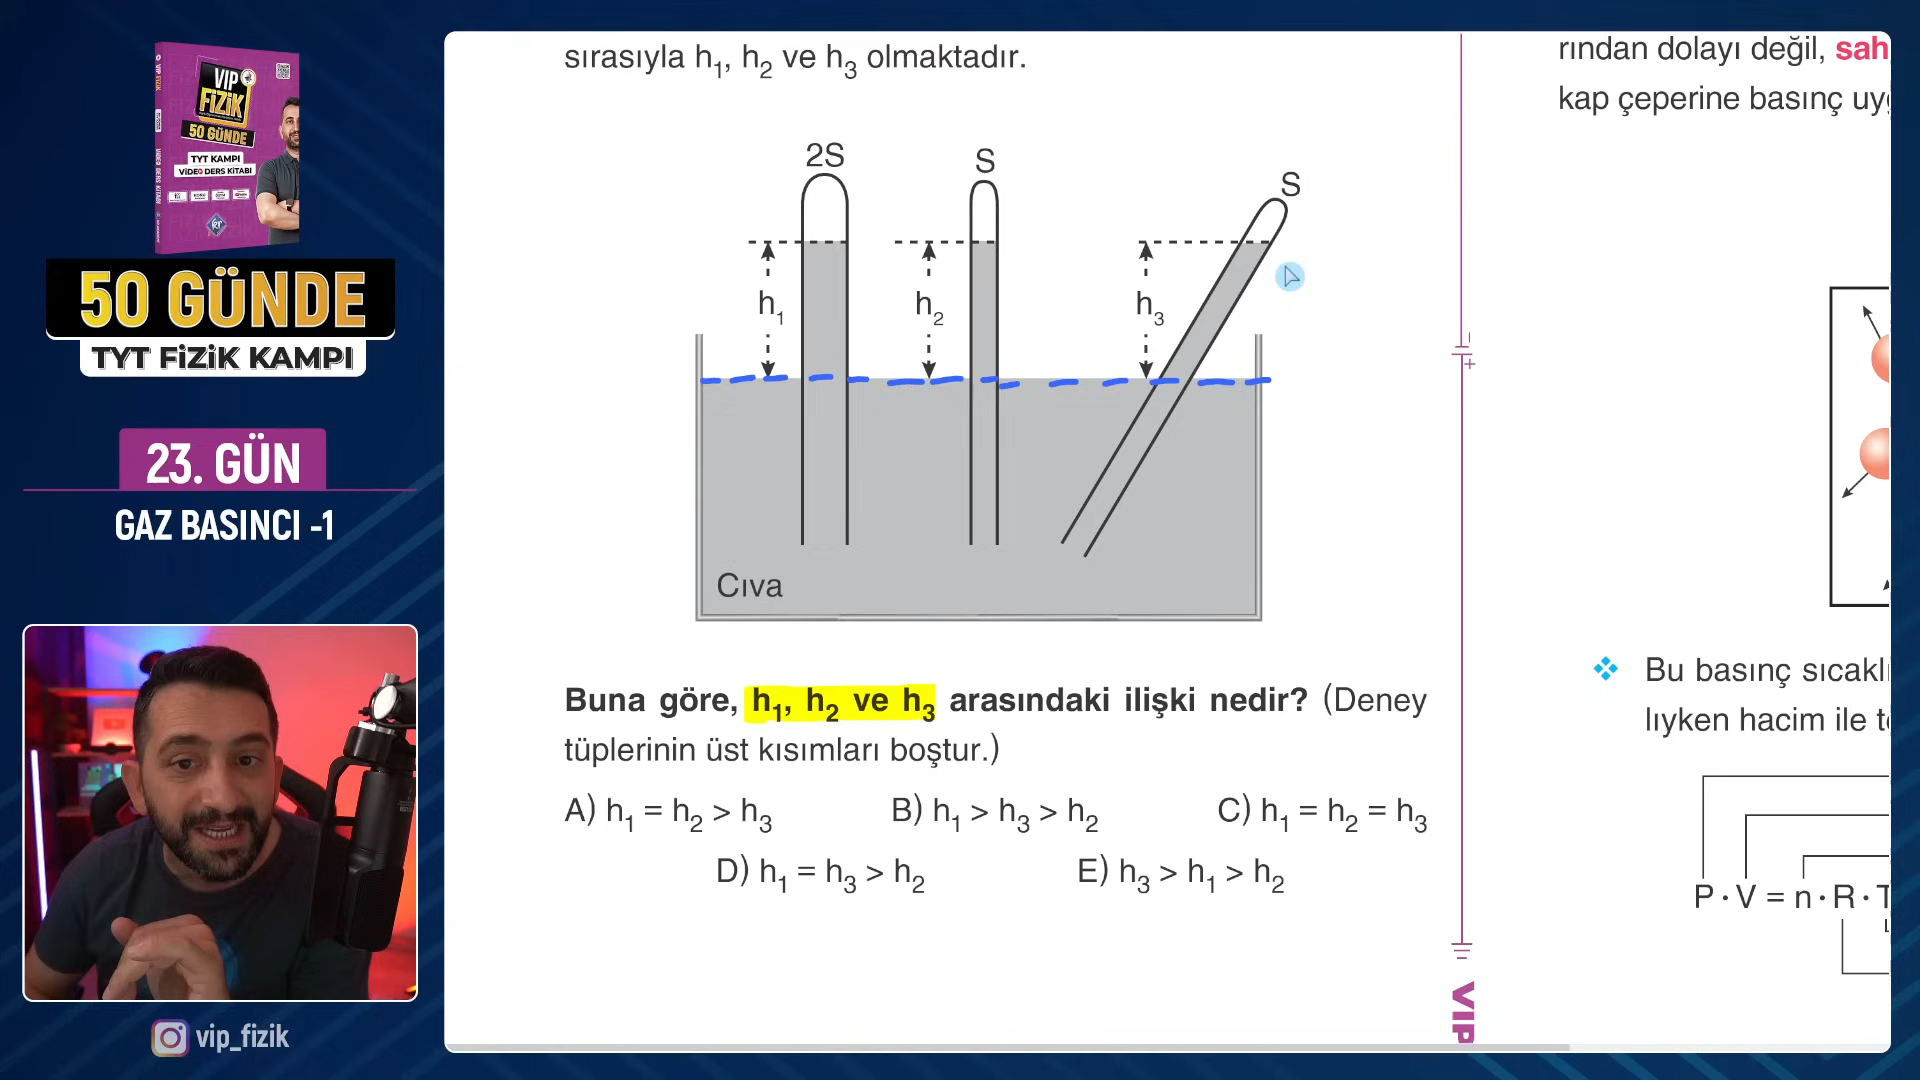 VIP
FİZİK
50 GÜNDE
TYT KAMPI
VİDEO DERS KİTABI
50 GÜNDE
TYT FİZİK KAMPI
23. GÜN
GAZ BASINCI -1
vip_fizik
sırasıyla h1, h2 ve h3 olmaktadır.
2S
S
S
h1
h2
h3
Cıva
Buna göre, h1, h2 ve h3 arasındaki ilişki nedir? (Deney
tüplerinin üst kısımları boştur.)
A) h1 = h2 > h3
B) h1 > h3 > h2
C) h1 = h2 = h3
D) h1 = h3 > h2
E) h3 > h1 > h2
VIP
rından dolayı değil, sah
kap çeperine basınç uy
Bu basınç sıcaklı
lıyken hacim ile t
P · V = n · R · T